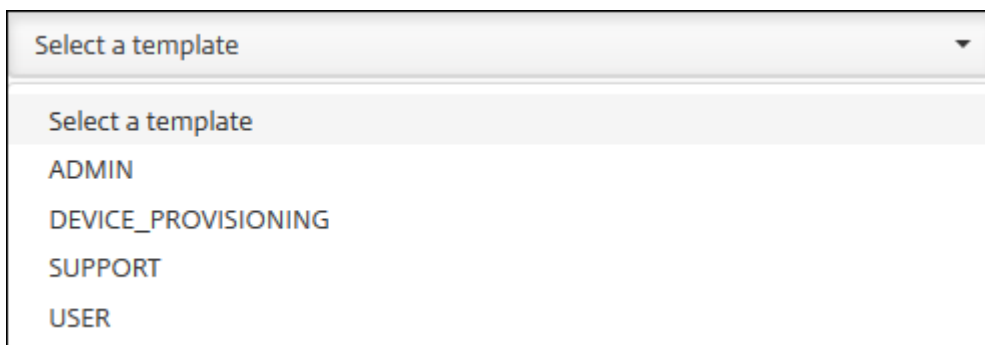 Select a template
Select a template
ADMIN
DEVICE_PROVISIONING
SUPPORT
USER